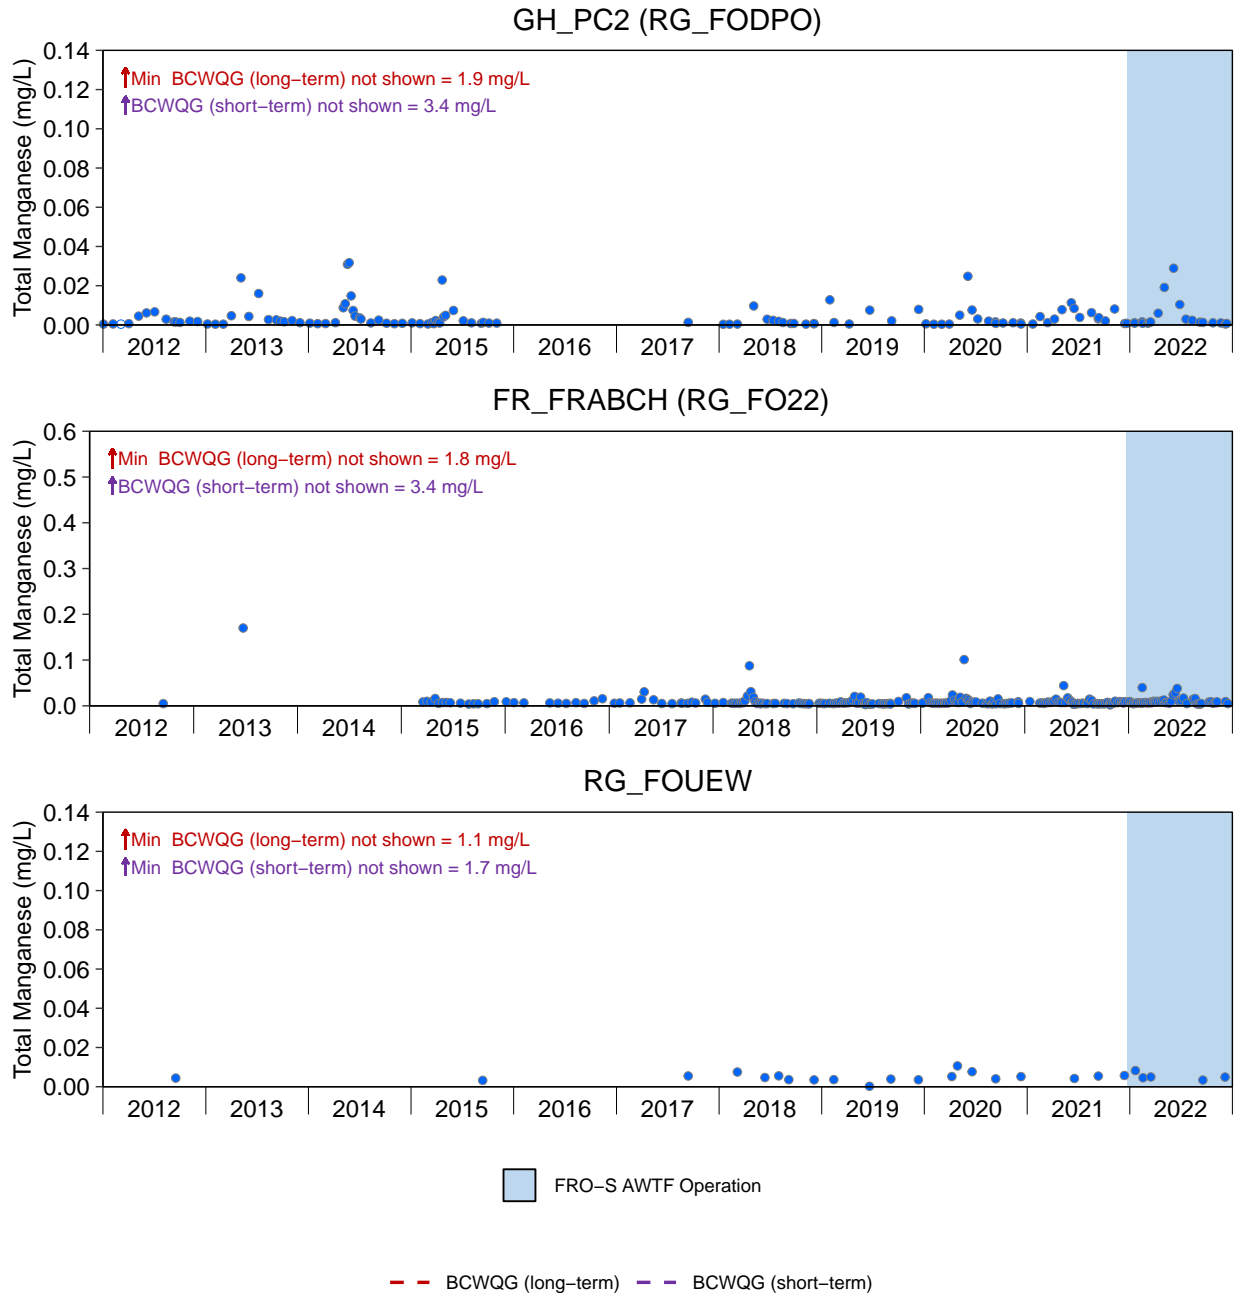 GH_PC2 (RG_FODPO)
Total Manganese (mg/L)
0.14
0.12
0.10
0.08
0.06
0.04
0.02
0.00
Min BCWQG (long−term) not shown = 1.9 mg/L
BCWQG (short−term) not shown = 3.4 mg/L
2012 2013 2014 2015 2016 2017 2018 2019 2020 2021 2022
FR_FRABCH (RG_FO22)
Total Manganese (mg/L)
0.6
0.5
0.4
0.3
0.2
0.1
0.0
Min BCWQG (long−term) not shown = 1.8 mg/L
BCWQG (short−term) not shown = 3.4 mg/L
2012 2013 2014 2015 2016 2017 2018 2019 2020 2021 2022
RG_FOUEW
Total Manganese (mg/L)
0.14
0.12
0.10
0.08
0.06
0.04
0.02
0.00
Min BCWQG (long−term) not shown = 1.1 mg/L
Min BCWQG (short−term) not shown = 1.7 mg/L
2012 2013 2014 2015 2016 2017 2018 2019 2020 2021 2022
FRO−S AWTF Operation
BCWQG (long−term) BCWQG (short−term)